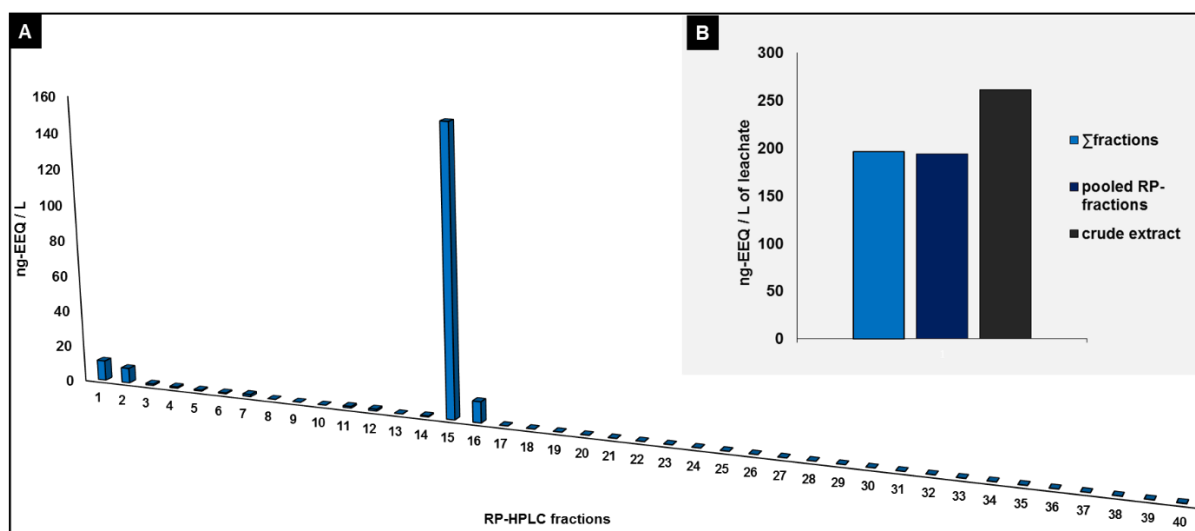 A
ng-EEQ / L
160
140
120
100
80
60
40
20
0
1 2 3 4 5 6 7 8 9 10 11 12 13 14 15 16 17 18 19 20 21 22 23 24 25 26 27 28 29 30 31 32 33 34 35 36 37 38 39 40
RP-HPLC fractions
B
ng-EEQ / L of leachate
300
250
200
150
100
50
0
∑fractions
pooled RP-
fractions
crude extract